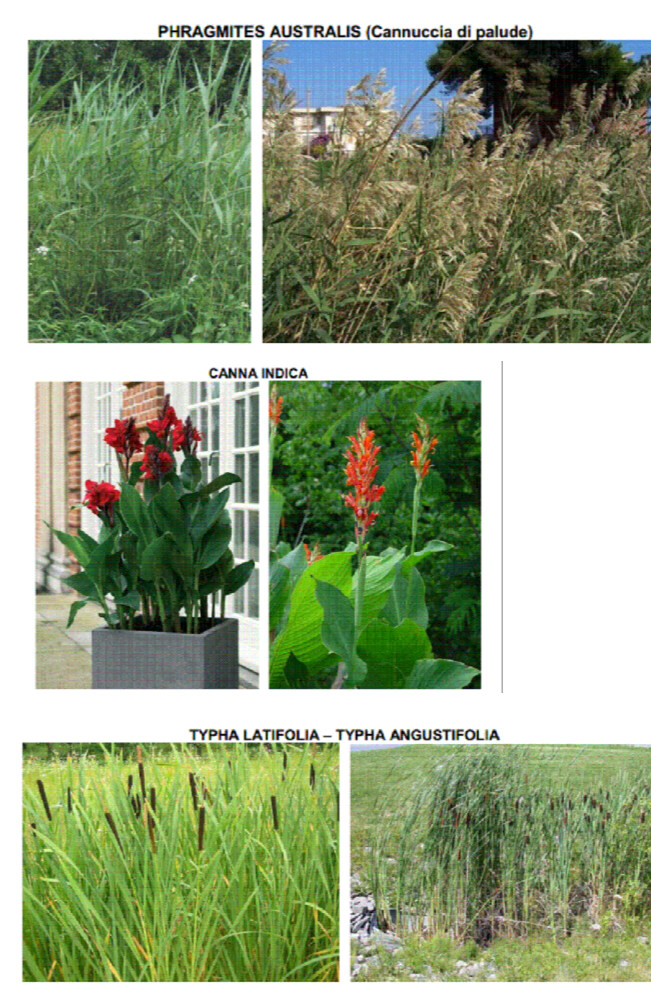 PHRAGMITES AUSTRALIS (Cannuccia di palude)
CANNA INDICA
TYPHA LATIFOLIA – TYPHA ANGUSTIFOLIA